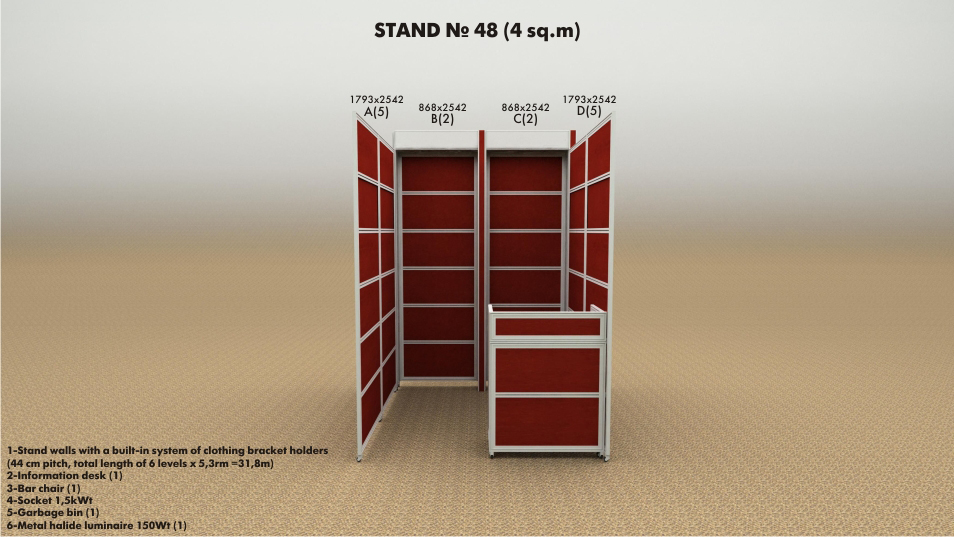 STAND № 48 (4 sq.m)
1793x2542
A(5)
868x2542
B(2)
868x2542
C(2)
1793x2542
D(5)
1-Stand walls with a built-in system of clothing bracket holders
(44 cm pitch, total length of 6 levels x 5,3rm =31,8m)
2-Information desk (1)
3-Bar chair (1)
4-Socket 1,5kWt
5-Garbage bin (1)
6-Metal halide luminaire 150Wt (1)